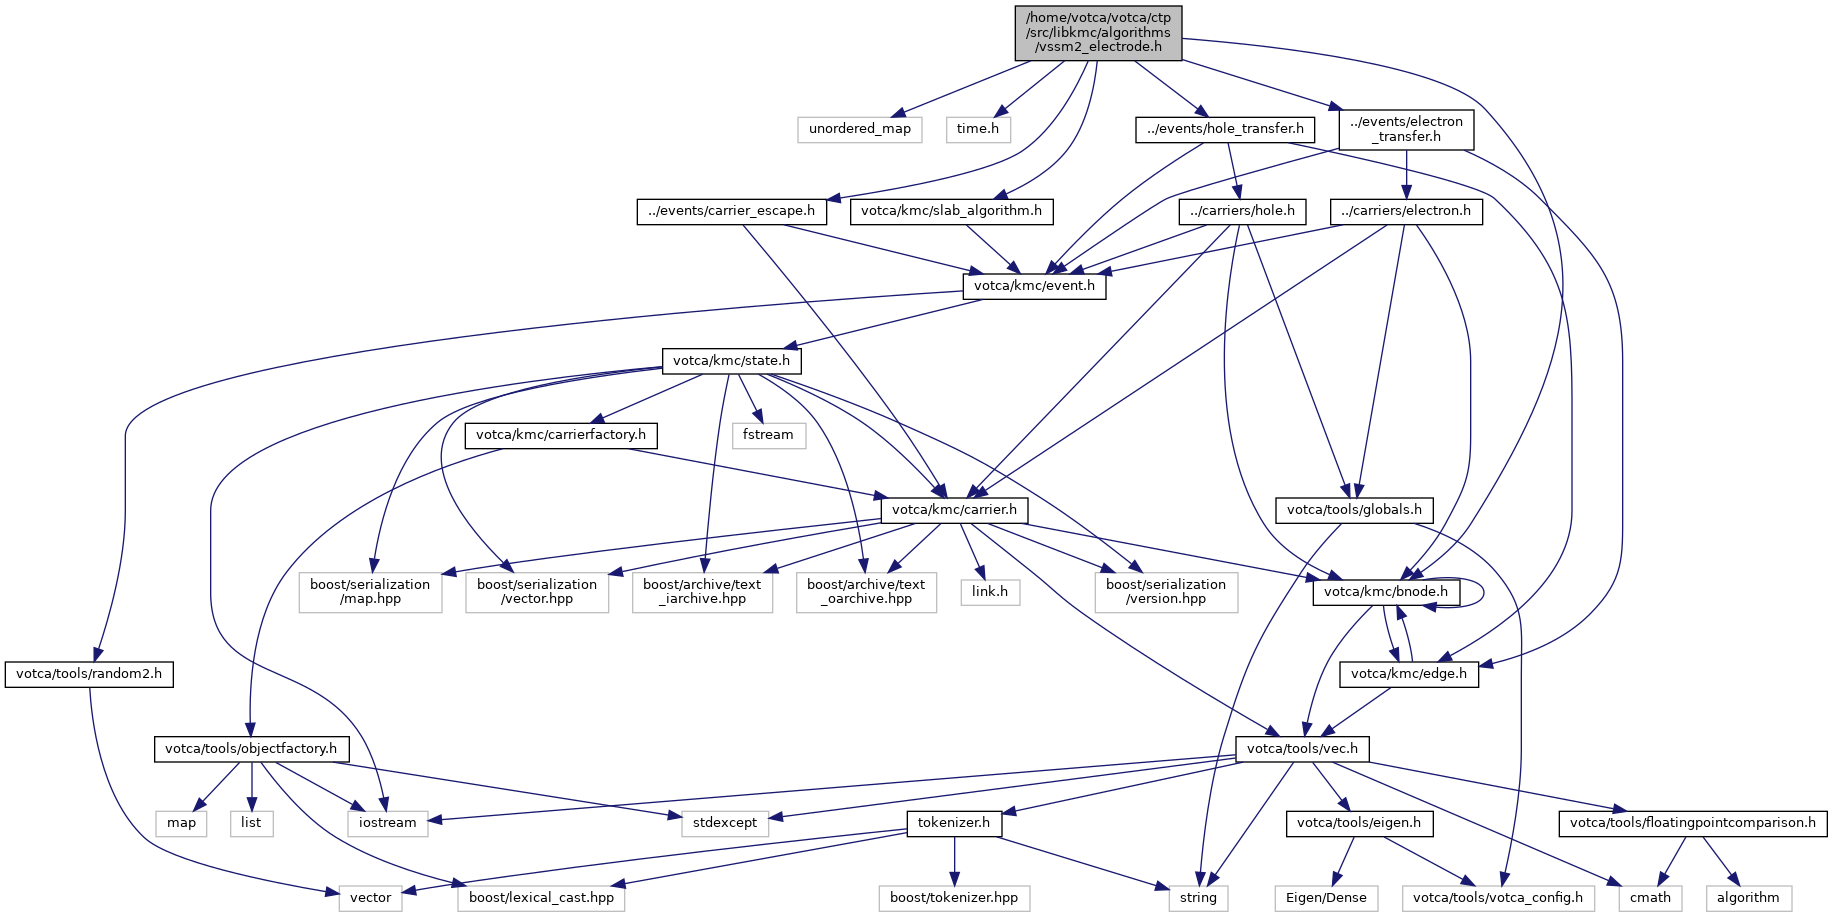 /home/votca/votca/ctp
/src/libkmc/algorithms
/vssm2_electrode.h
unordered_map
time.h
../events/hole_transfer.h
../events/electron
_transfer.h
../events/carrier_escape.h
votca/kmc/slab_algorithm.h
../carriers/hole.h
../carriers/electron.h
votca/kmc/event.h
votca/kmc/state.h
votca/kmc/carrierfactory.h
fstream
votca/kmc/carrier.h
votca/tools/globals.h
boost/serialization
/map.hpp
boost/serialization
/vector.hpp
boost/archive/text
_iarchive.hpp
boost/archive/text
_oarchive.hpp
link.h
boost/serialization
/version.hpp
votca/kmc/bnode.h
votca/tools/random2.h
votca/kmc/edge.h
votca/tools/objectfactory.h
votca/tools/vec.h
map
list
iostream
stdexcept
tokenizer.h
votca/tools/eigen.h
votca/tools/floatingpointcomparison.h
vector
boost/lexical_cast.hpp
boost/tokenizer.hpp
string
Eigen/Dense
votca/tools/votca_config.h
cmath
algorithm